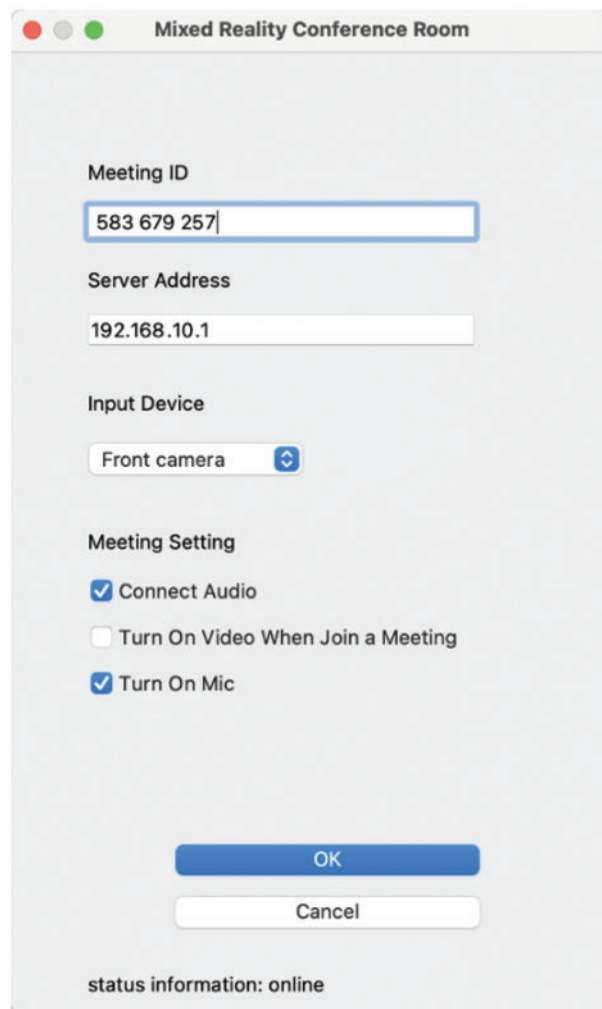 Mixed Reality Conference Room
Meeting ID
583 679 257
Server Address
192.168.10.1
Input Device
Front camera
Meeting Setting
Connect Audio
Turn On Video When Join a Meeting
Turn On Mic
OK
Cancel
status information: online